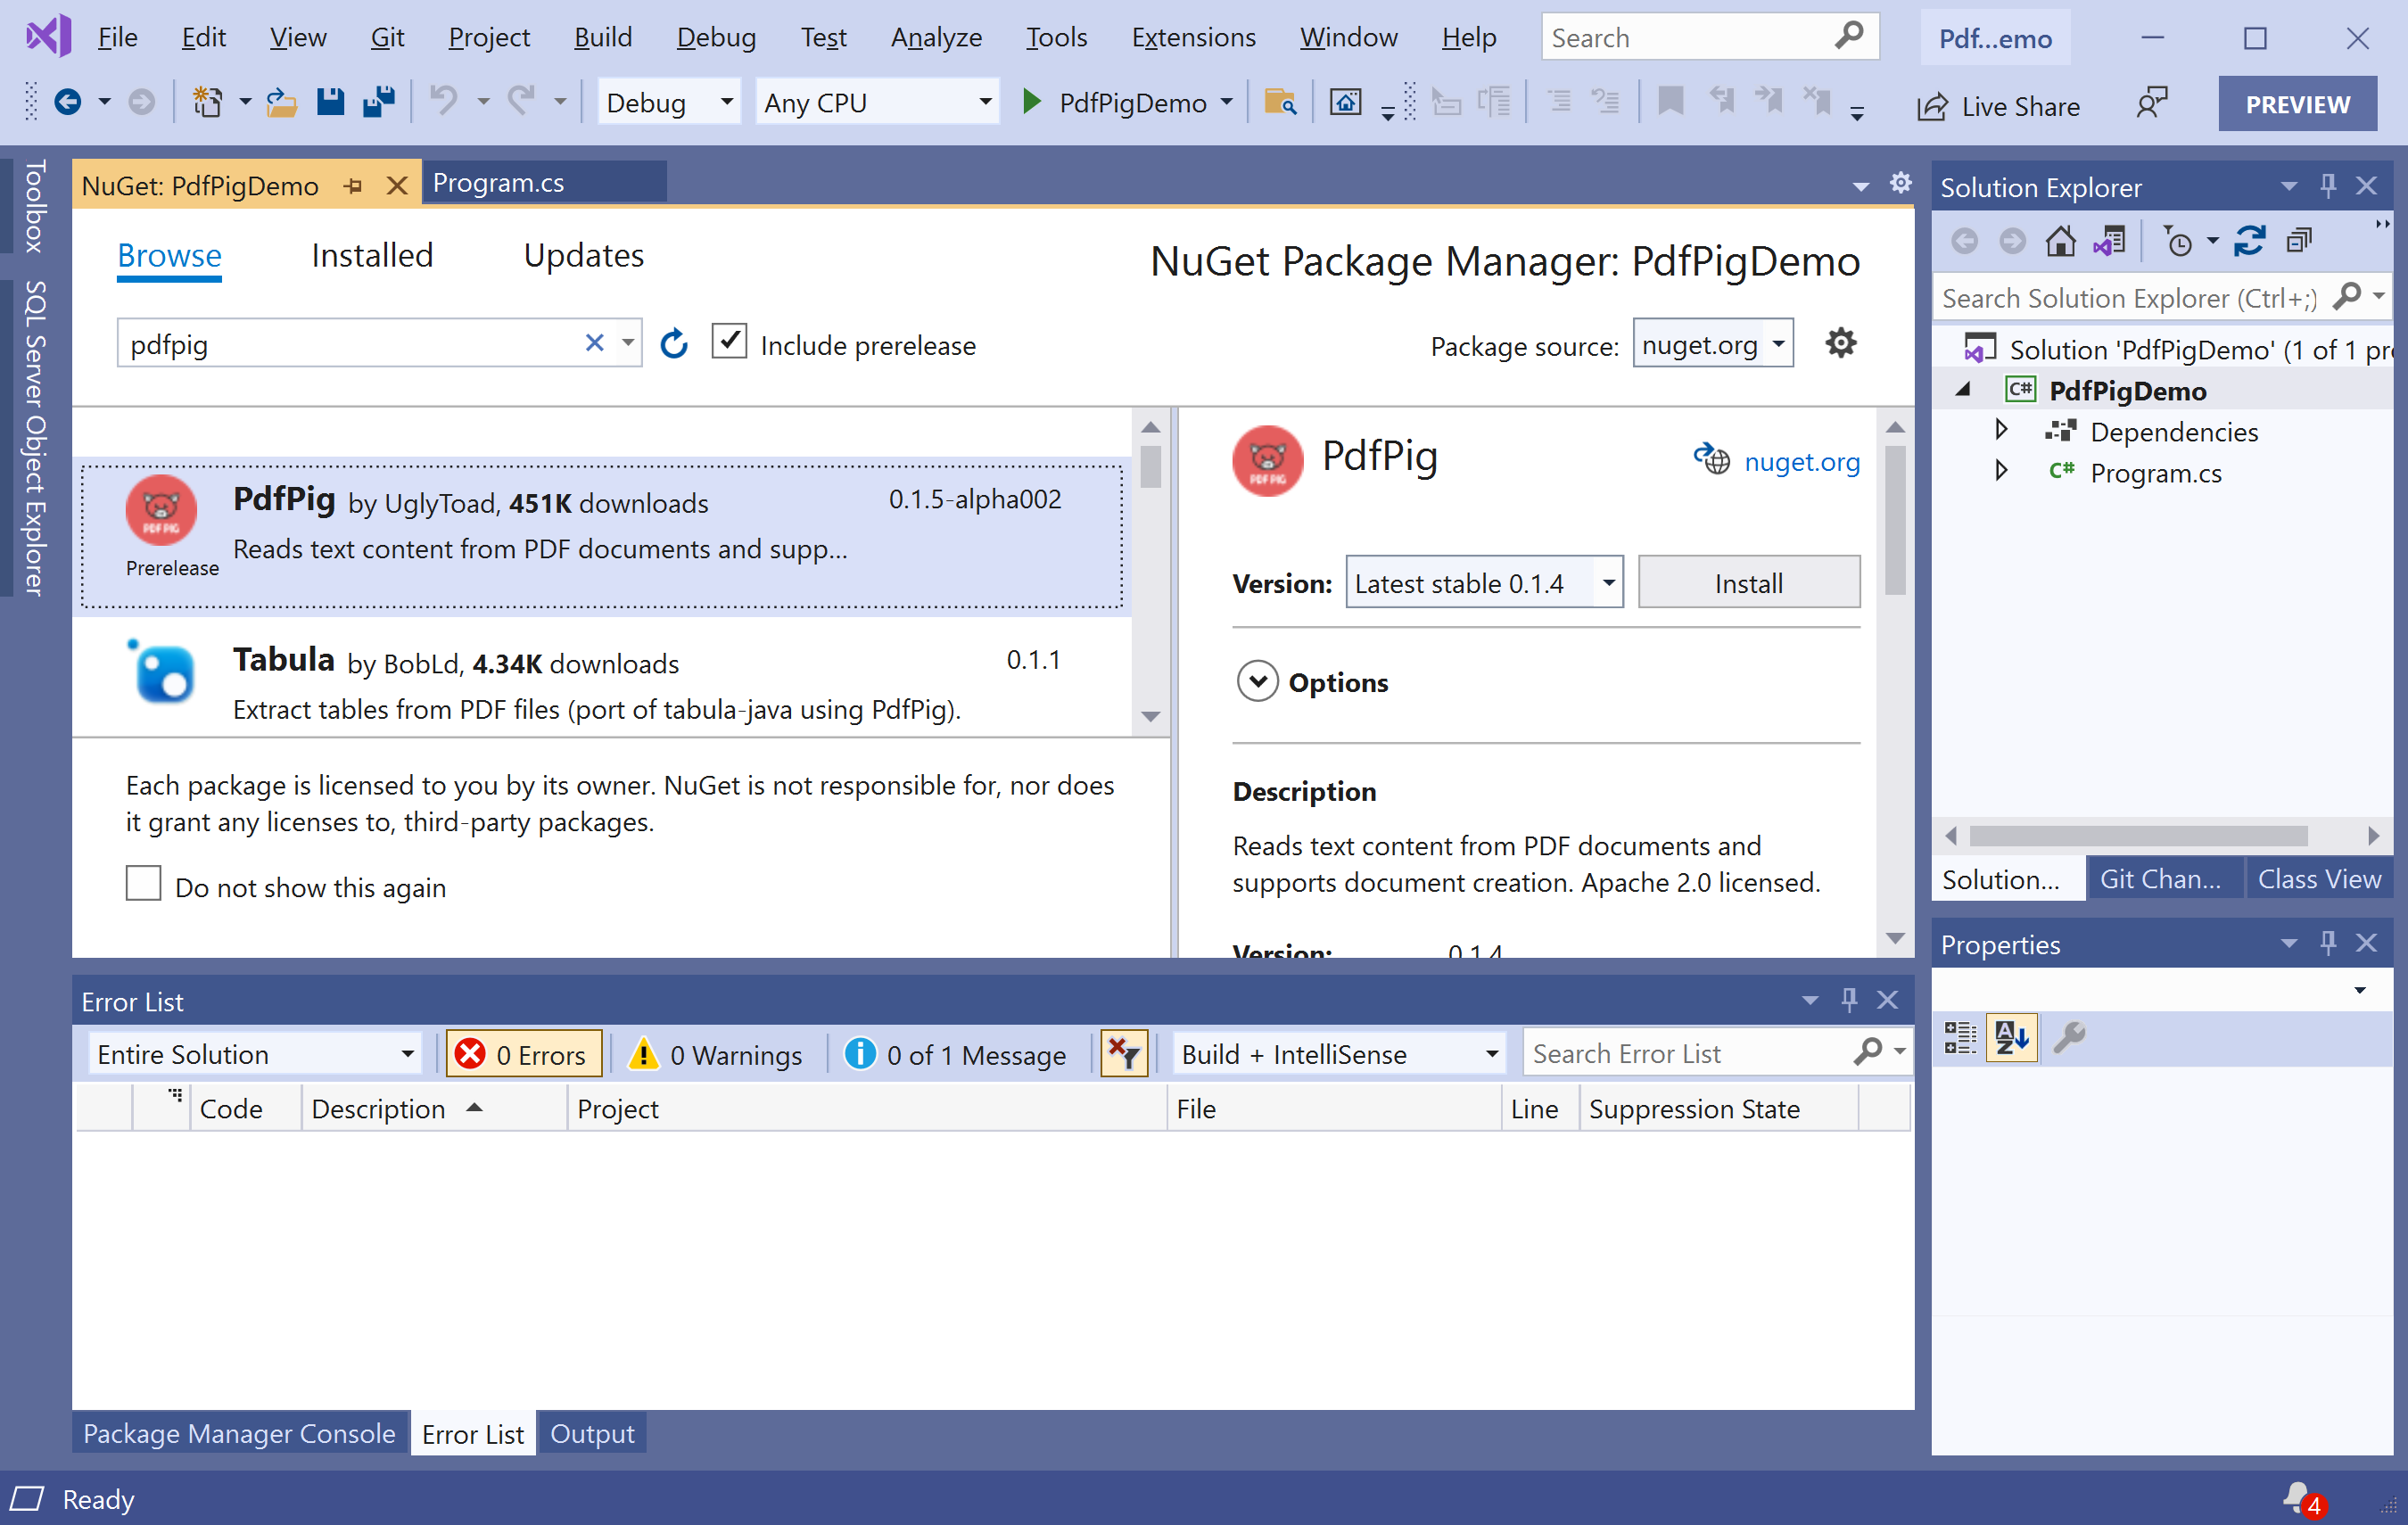 File Edit View Git Project Build Debug Test Analyze Tools Extensions Window Help Search Pdf...emo
Debug Any CPU PdfPigDemo Live Share PREVIEW
Toolbox
SQL Server Object Explorer
NuGet: PdfPigDemo Program.cs
Browse Installed Updates
NuGet Package Manager: PdfPigDemo
pdfpig Include prerelease Package source: nuget.org
PdfPig by UglyToad, 451K downloads 0.1.5-alpha002
Reads text content from PDF documents and supp...
PDF PIG
Prerelease
Tabula by BobLd, 4.34K downloads 0.1.1
Extract tables from PDF files (port of tabula-java using PdfPig).
Each package is licensed to you by its owner. NuGet is not responsible for, nor does
it grant any licenses to, third-party packages.
Do not show this again
PdfPig nuget.org
PDF PIG
Version: Latest stable 0.1.4 Install
Options
Description
Reads text content from PDF documents and
supports document creation. Apache 2.0 licensed.
Version: 0.1.4
Solution Explorer
Search Solution Explorer (Ctrl+;)
Solution 'PdfPigDemo' (1 of 1 pr
C# PdfPigDemo
Dependencies
C# Program.cs
Solution... Git Chan... Class View
Properties
AZ
Error List
Entire Solution 0 Errors 0 Warnings 0 of 1 Message Build + IntelliSense Search Error List
Code Description Project File Line Suppression State
Package Manager Console Error List Output
Ready 4